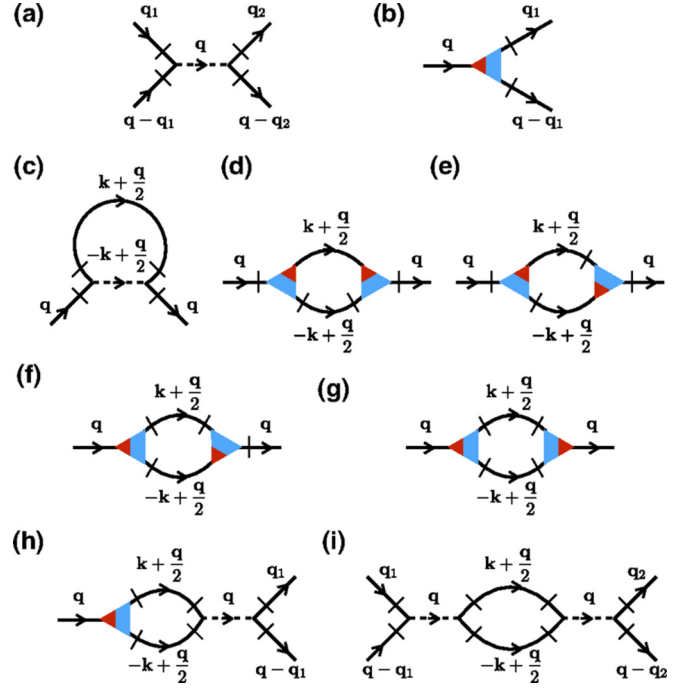 (a)
q₁
q₂
q
q − q₁
q − q₂
(b)
q₁
q
q − q₁
(c)
k + q/2
−k + q/2
q
q
(d)
k + q/2
q
q
−k + q/2
(e)
k + q/2
q
q
−k + q/2
(f)
k + q/2
q
q
−k + q/2
(g)
k + q/2
q
q
−k + q/2
(h)
k + q/2
q₁
q
q
−k + q/2
q − q₁
(i)
q₁
k + q/2
q₂
q
q
q − q₁
−k + q/2
q − q₂